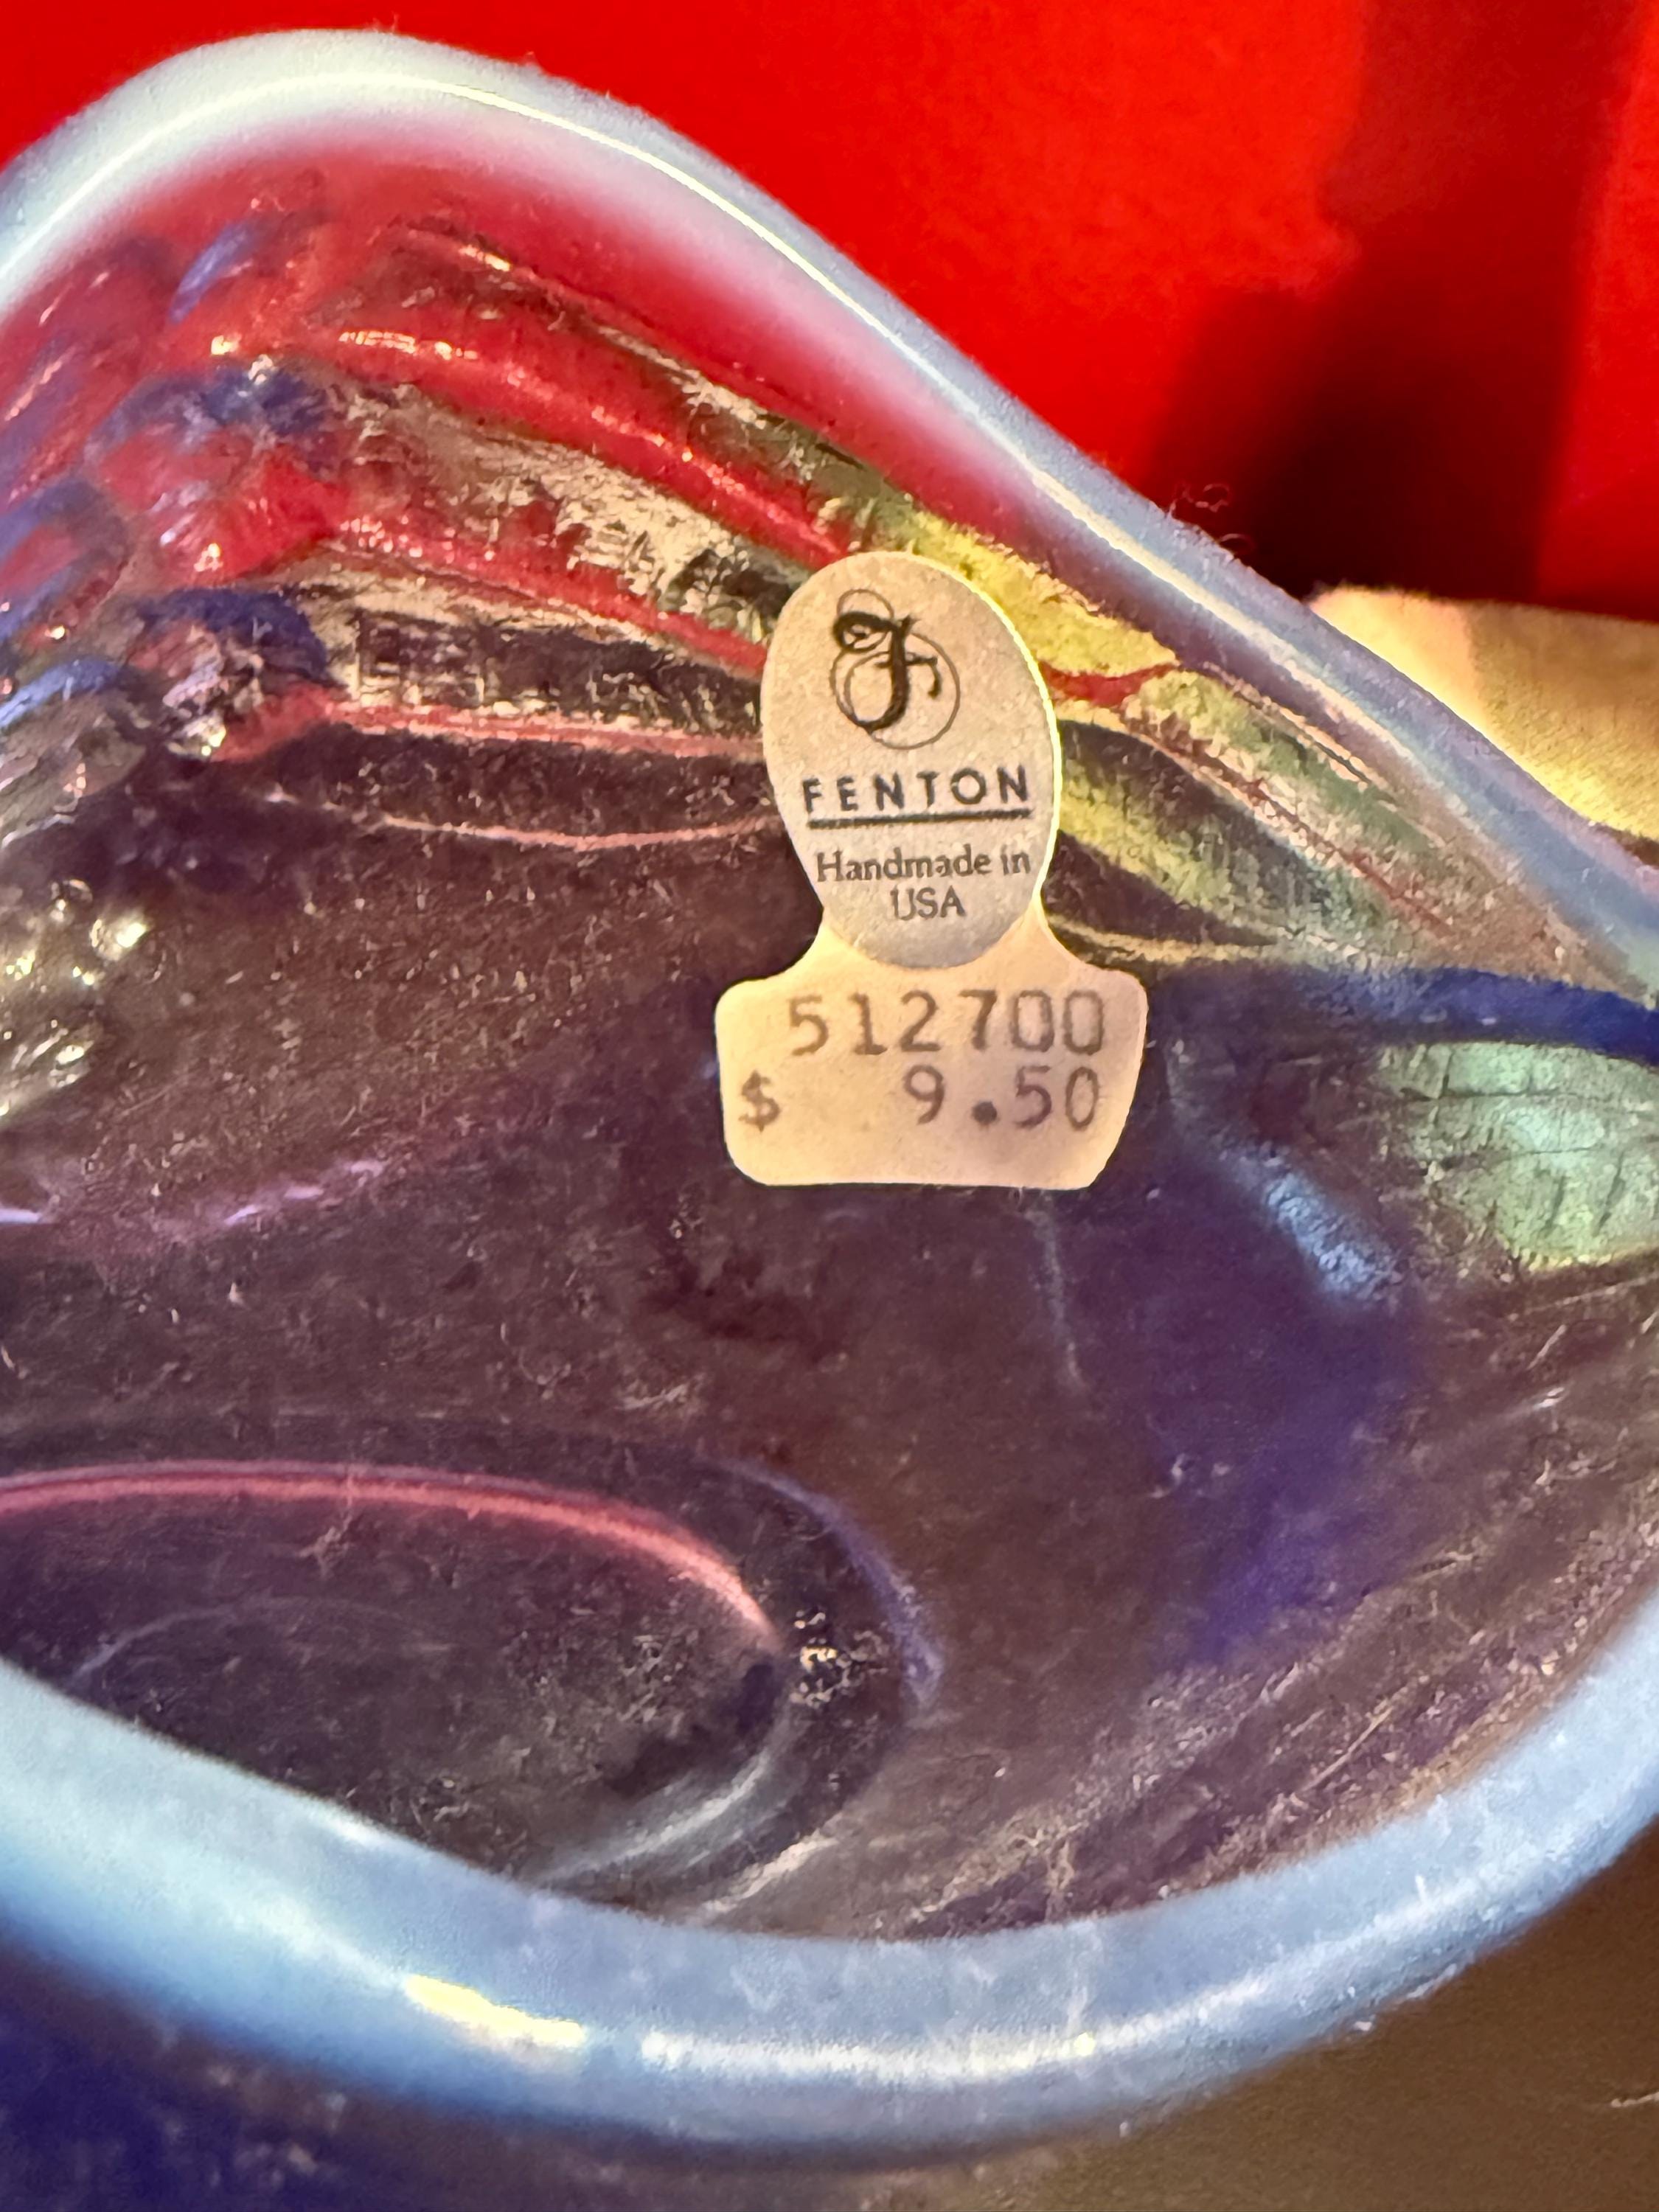 F
FENTON
Handmade in
USA
512700
$ 9.50